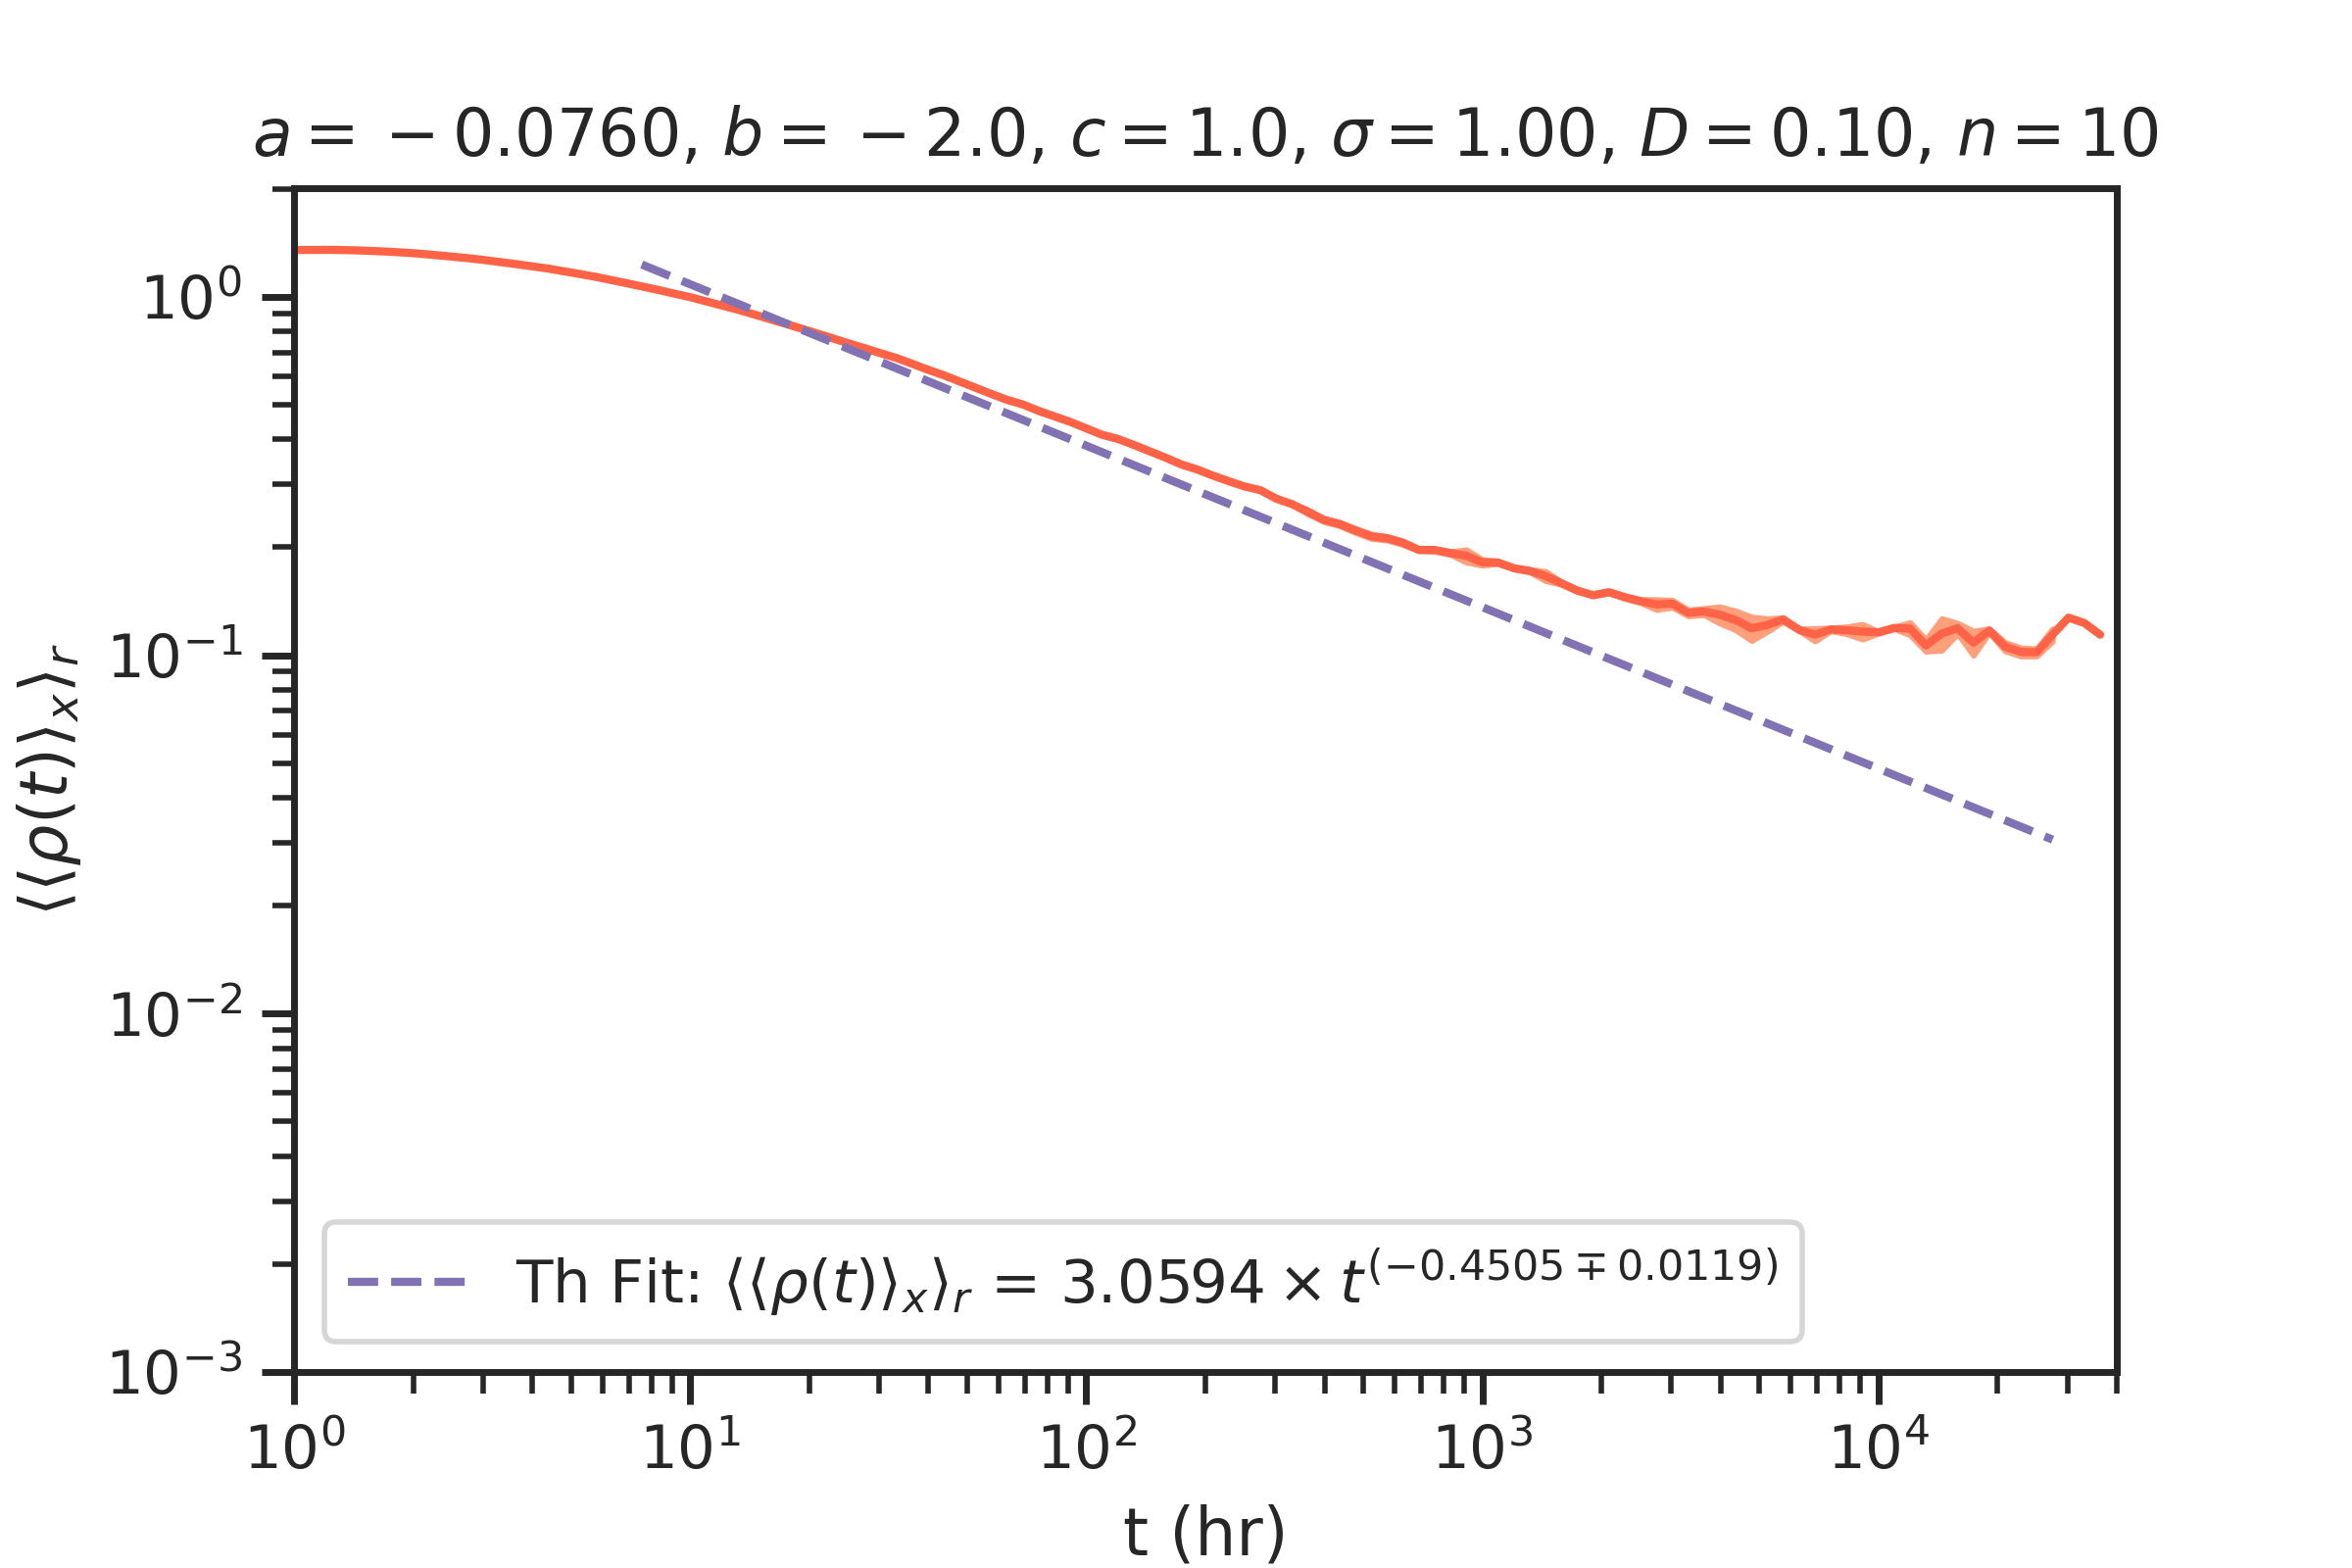 a = −0.0760, b = −2.0, c = 1.0, σ = 1.00, D = 0.10, n = 10
⟨⟨ρ(t)⟩ₓ⟩ᵣ
10⁰
10⁻¹
10⁻²
10⁻³
Th Fit: ⟨⟨ρ(t)⟩ₓ⟩ᵣ = 3.0594 × t^(−0.4505 ∓ 0.0119)
10⁰ 10¹ 10² 10³ 10⁴
t (hr)